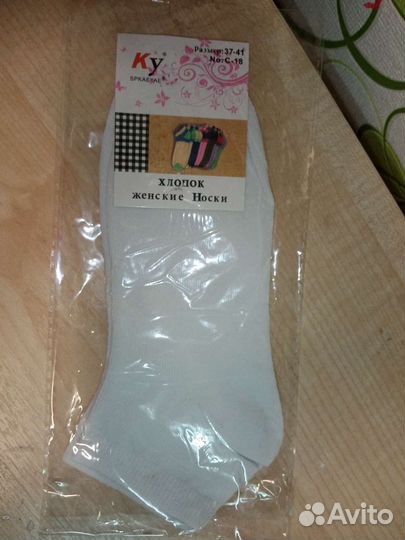 Ky®
Размер:37-41
No:C-18
ХЛОПОК
женские Носки
Avito